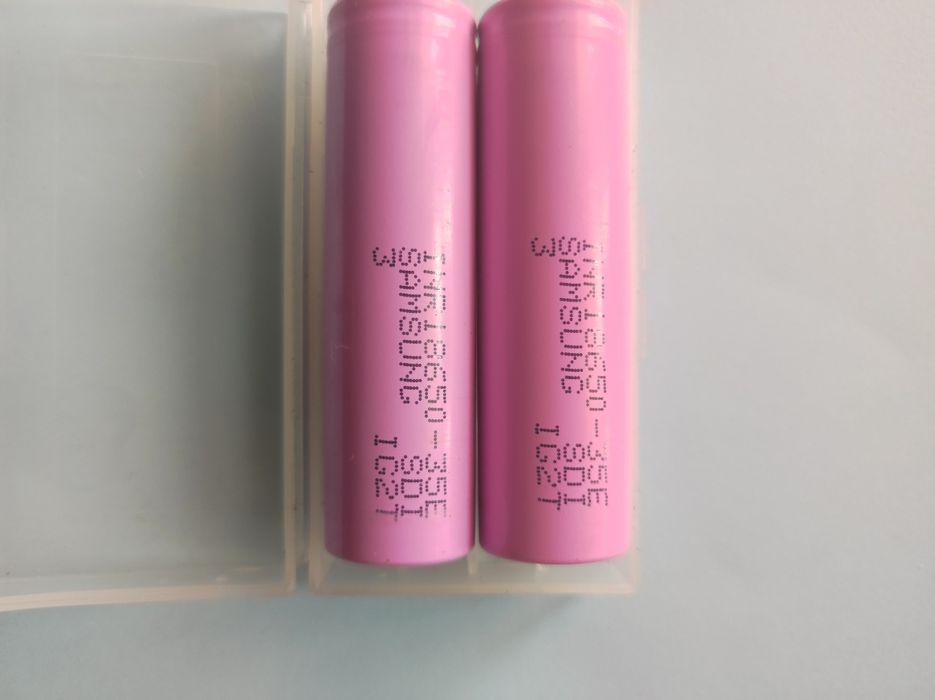 INR18650-35E
SAMSUNG SDI
3 IG2T
INR18650-35E
SAMSUNG SDI
3 IG2T